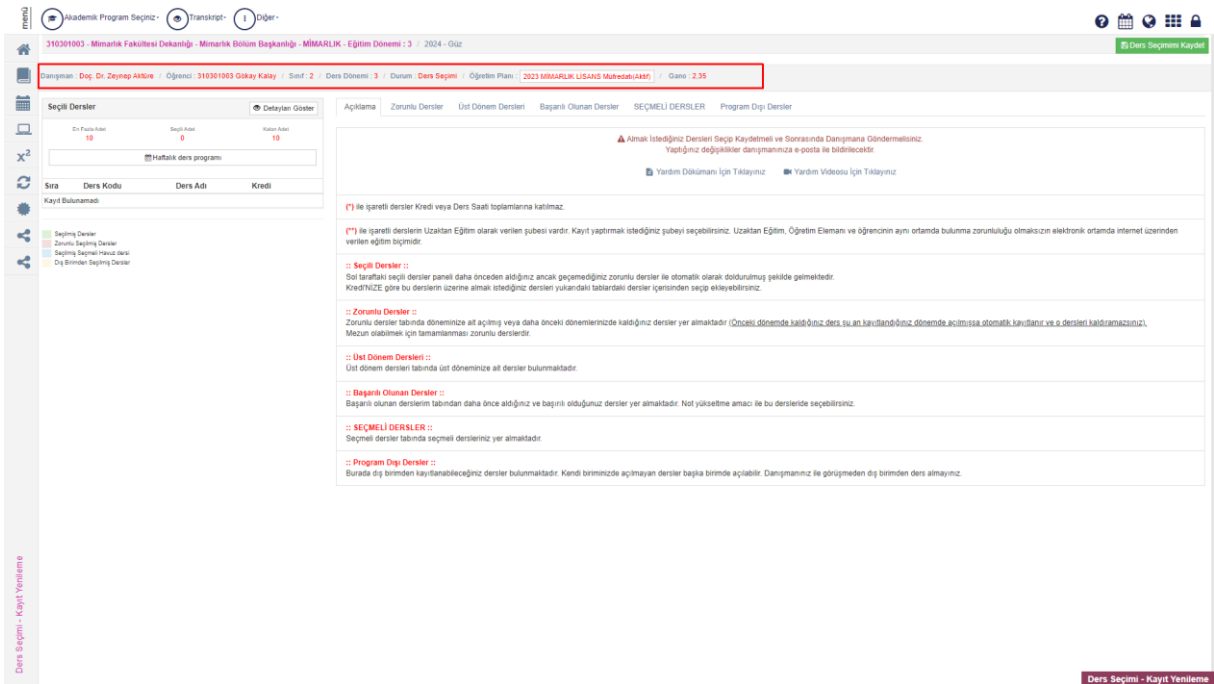 menü
Akademik Program Seçiniz
Transkript
Diğer
310301003 - Mimarlık Fakültesi Dekanlığı - Mimarlık Bölüm Başkanlığı - MİMARLIK - Eğitim Dönemi : 3 / 2024 - Güz
Ders Seçimimi Kaydet
Danışman : Doç. Dr. Zeynep Aktüre / Öğrenci : 310301003 Gökay Kalay / Sınıf : 2 / Ders Dönemi : 3 / Durum : Ders Seçimi / Öğretim Planı : 2023 MİMARLIK LİSANS Müfredatı(Aktif) / Gano : 2,35
Seçili Dersler
Detayları Göster
En Fazla Adet Seçili Adet Kalan Adet
10 0 10
Haftalık ders programı
Sıra Ders Kodu Ders Adı Kredi
Kayıt Bulunamadı
Seçilmiş Dersler
Zorunlu Seçilmiş Dersler
Seçilmiş Seçmeli Havuz dersi
Dış Birimden Seçilmiş Dersler
Açıklama Zorunlu Dersler Üst Dönem Dersleri Başarılı Olunan Dersler SEÇMELİ DERSLER Program Dışı Dersler
Almak İstediğiniz Dersleri Seçip Kaydetmeli ve Sonrasında Danışmana Göndermelisiniz.
Yaptığınız değişiklikler danışmanınıza e-posta ile bildirilecektir.
Yardım Dökümanı İçin Tıklayınız Yardım Videosu İçin Tıklayınız
(*) ile işaretli dersler Kredi veya Ders Saati toplamlarına katılmaz.
(**) ile işaretli derslerin Uzaktan Eğitim olarak verilen şubesi vardır. Kayıt yaptırmak istediğiniz şubeyi seçebilirsiniz. Uzaktan Eğitim, Öğretim Elemanı ve öğrencinin aynı ortamda bulunma zorunluluğu olmaksızın elektronik ortamda internet üzerinden
verilen eğitim biçimidir.
:: Seçili Dersler ::
Sol taraftaki seçili dersler paneli daha önceden aldığınız ancak geçemediğiniz zorunlu dersler ile otomatik olarak doldurulmuş şekilde gelmektedir.
Kredi'NİZE göre bu derslerin üzerine almak istediğiniz dersleri yukarıdaki tablardaki dersler içerisinden seçip ekleyebilirsiniz.
:: Zorunlu Dersler ::
Zorunlu dersler tabında döneminize ait açılmış veya daha önceki dönemlerinizde kaldığınız dersler yer almaktadır (Önceki dönemde kaldığınız ders şu an kayıtlandığınız dönemde açılmışsa otomatik kayıtlanır ve o dersleri kaldıramazsınız).
Mezun olabilmek için tamamlanması zorunlu derslerdir.
:: Üst Dönem Dersleri ::
Üst dönem dersleri tabında üst döneminize ait dersler bulunmaktadır.
:: Başarılı Olunan Dersler ::
Başarılı olunan derslerim tabından daha önce aldığınız ve başırılı olduğunuz dersler yer almaktadır. Not yükseltme amacı ile bu dersleride seçebilirsiniz.
:: SEÇMELİ DERSLER ::
Seçmeli dersler tabında seçmeli dersleriniz yer almaktadır.
:: Program Dışı Dersler ::
Burada dış birimden kayıtlanabileceğiniz dersler bulunmaktadır. Kendi biriminizde açılmayan dersler başka birimde açılabilir. Danışmanınız ile görüşmeden dış birimden ders almayınız.
Ders Seçimi - Kayıt Yenileme
Ders Seçimi - Kayıt Yenileme